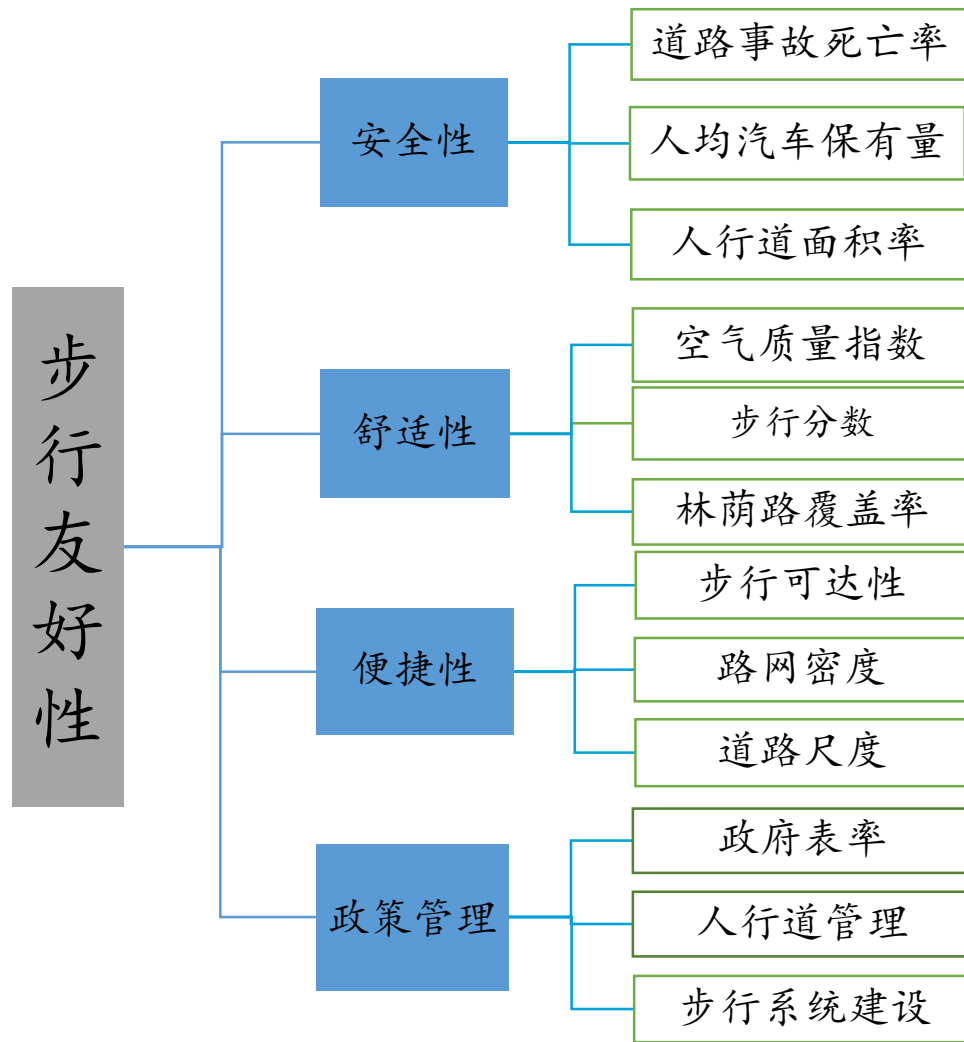 步行友好性
安全性
道路事故死亡率
人均汽车保有量
人行道面积率
舒适性
空气质量指数
步行分数
林荫路覆盖率
便捷性
步行可达性
路网密度
道路尺度
政策管理
政府表率
人行道管理
步行系统建设